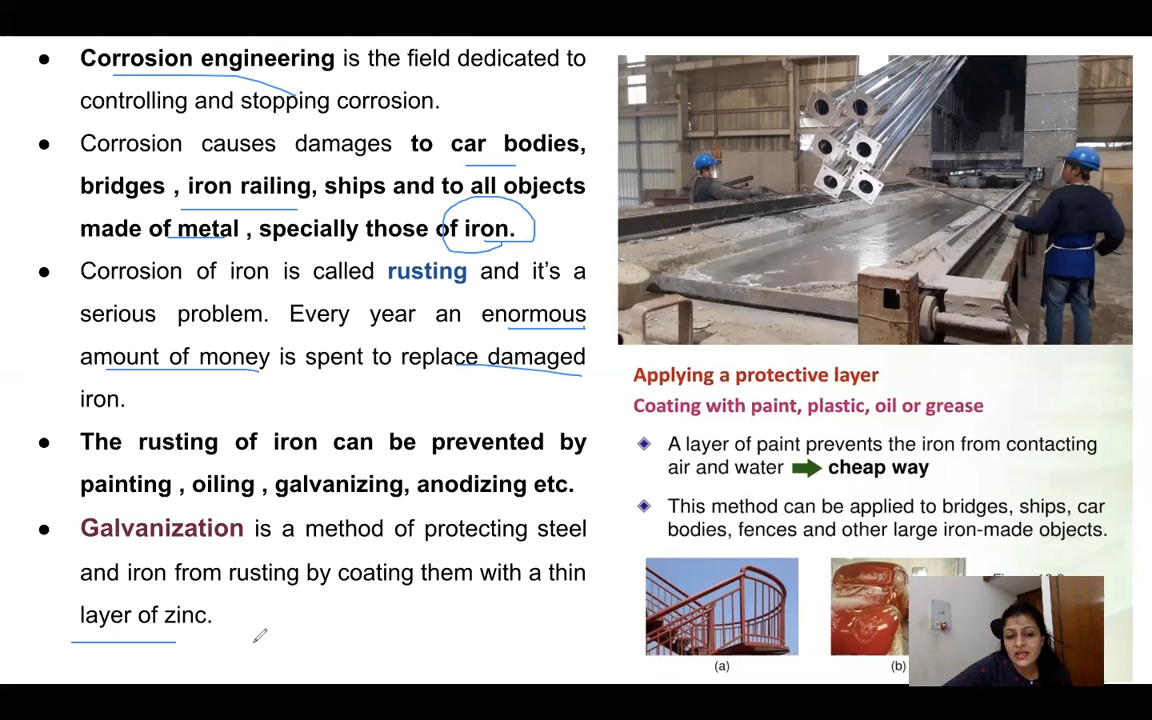 ● Corrosion engineering is the field dedicated to
controlling and stopping corrosion.
● Corrosion causes damages to car bodies,
bridges , iron railing, ships and to all objects
made of metal , specially those of iron.
● Corrosion of iron is called rusting and it's a
serious problem. Every year an enormous
amount of money is spent to replace damaged
iron.
● The rusting of iron can be prevented by
painting , oiling , galvanizing, anodizing etc.
● Galvanization is a method of protecting steel
and iron from rusting by coating them with a thin
layer of zinc.
Applying a protective layer
Coating with paint, plastic, oil or grease
A layer of paint prevents the iron from contacting
air and water cheap way
This method can be applied to bridges, ships, car
bodies, fences and other large iron-made objects.
(a)
(b)